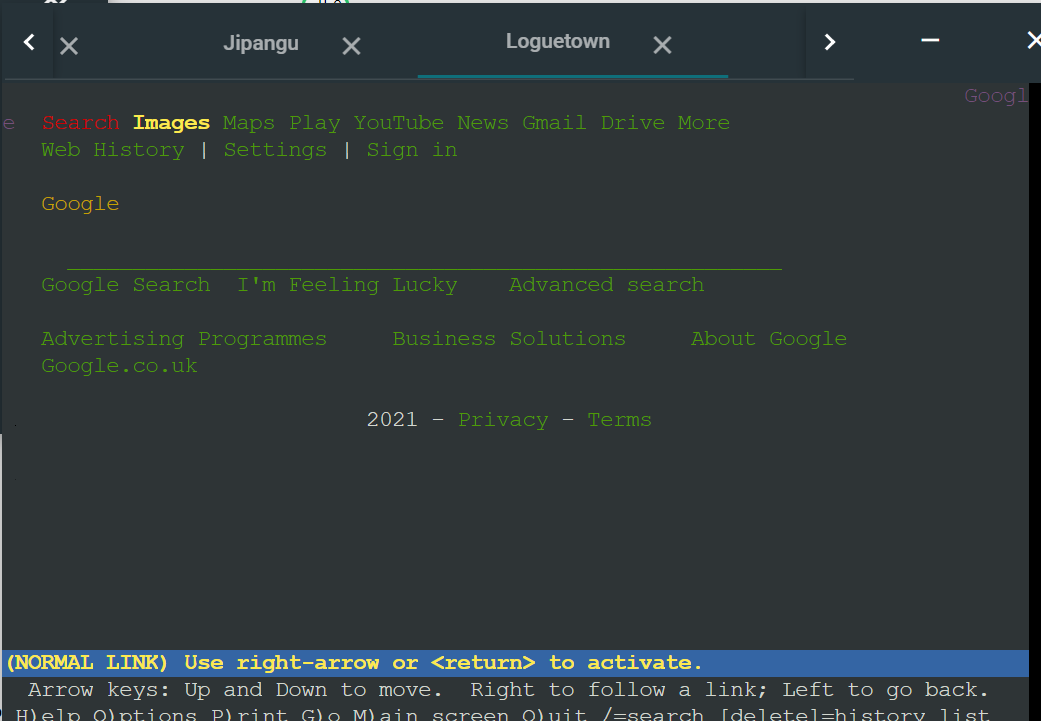 Jipangu Loguetown
Googl
e Search Images Maps Play YouTube News Gmail Drive More
Web History | Settings | Sign in
Google
Google Search I'm Feeling Lucky Advanced search
Advertising Programmes Business Solutions About Google
Google.co.uk
2021 - Privacy - Terms
(NORMAL LINK) Use right-arrow or <return> to activate.
Arrow keys: Up and Down to move. Right to follow a link; Left to go back.
H)elp O)ptions P)rint G)o M)ain screen Q)uit /=search [delete]=history list